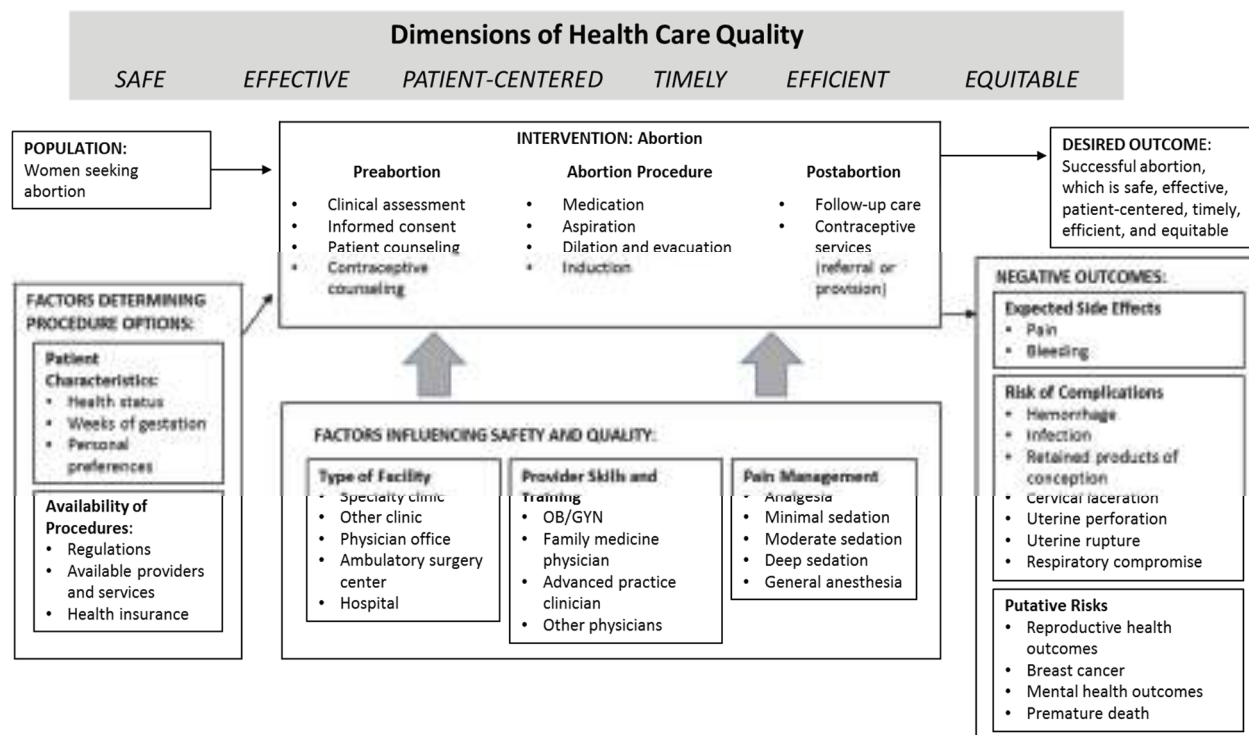 Dimensions of Health Care Quality
SAFE EFFECTIVE PATIENT-CENTERED TIMELY EFFICIENT EQUITABLE
POPULATION:
Women seeking
abortion
INTERVENTION: Abortion
Preabortion
• Clinical assessment
• Informed consent
• Patient counseling
• Contraceptive
counseling
Abortion Procedure
• Medication
• Aspiration
• Dilation and evacuation
• Induction
Postabortion
• Follow-up care
• Contraceptive
services
(referral or
provision)
DESIRED OUTCOME:
Successful abortion,
which is safe, effective,
patient-centered, timely,
efficient, and equitable
FACTORS DETERMINING
PROCEDURE OPTIONS:
Patient
Characteristics:
• Health status
• Weeks of gestation
• Personal
preferences
Availability of
Procedures:
• Regulations
• Available providers
and services
• Health insurance
FACTORS INFLUENCING SAFETY AND QUALITY:
Type of Facility
• Specialty clinic
• Other clinic
• Physician office
• Ambulatory surgery
center
• Hospital
Provider Skills and
Training
• OB/GYN
• Family medicine
physician
• Advanced practice
clinician
• Other physicians
Pain Management
• Analgesia
• Minimal sedation
• Moderate sedation
• Deep sedation
• General anesthesia
NEGATIVE OUTCOMES:
Expected Side Effects
• Pain
• Bleeding
Risk of Complications
• Hemorrhage
• Infection
• Retained products of
conception
• Cervical laceration
• Uterine perforation
• Uterine rupture
• Respiratory compromise
Putative Risks
• Reproductive health
outcomes
• Breast cancer
• Mental health outcomes
• Premature death